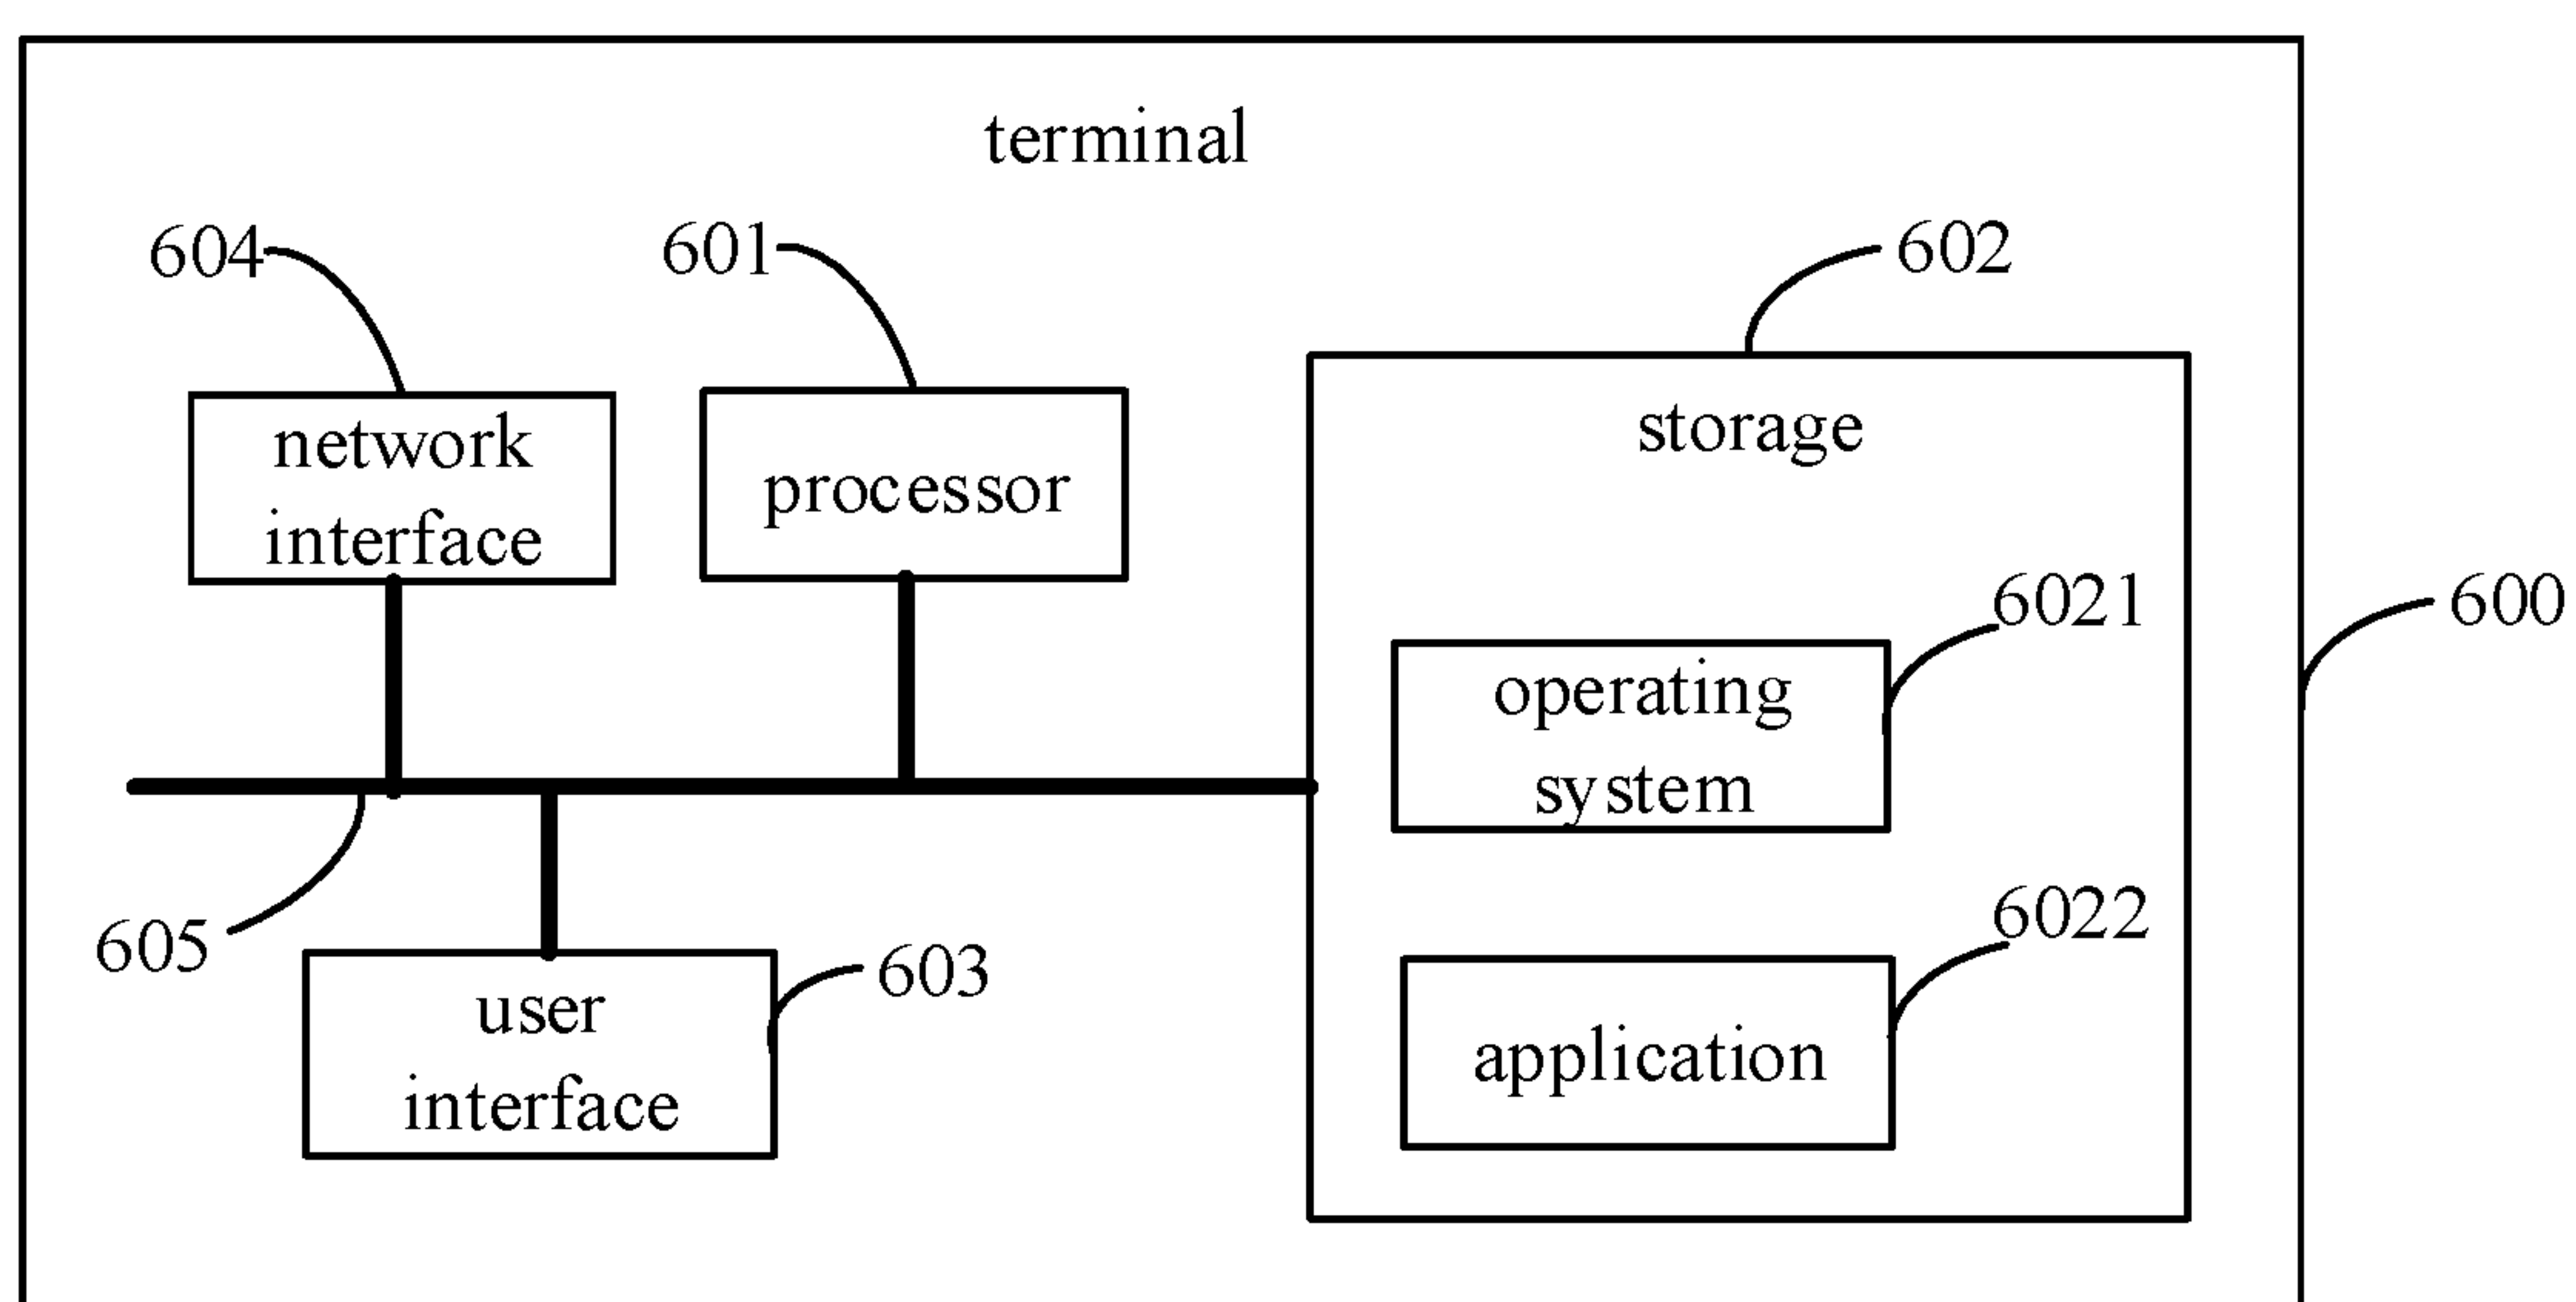 terminal
604
601
602
network
interface
processor
storage
6021
600
operating
system
6022
605
603
user
interface
application